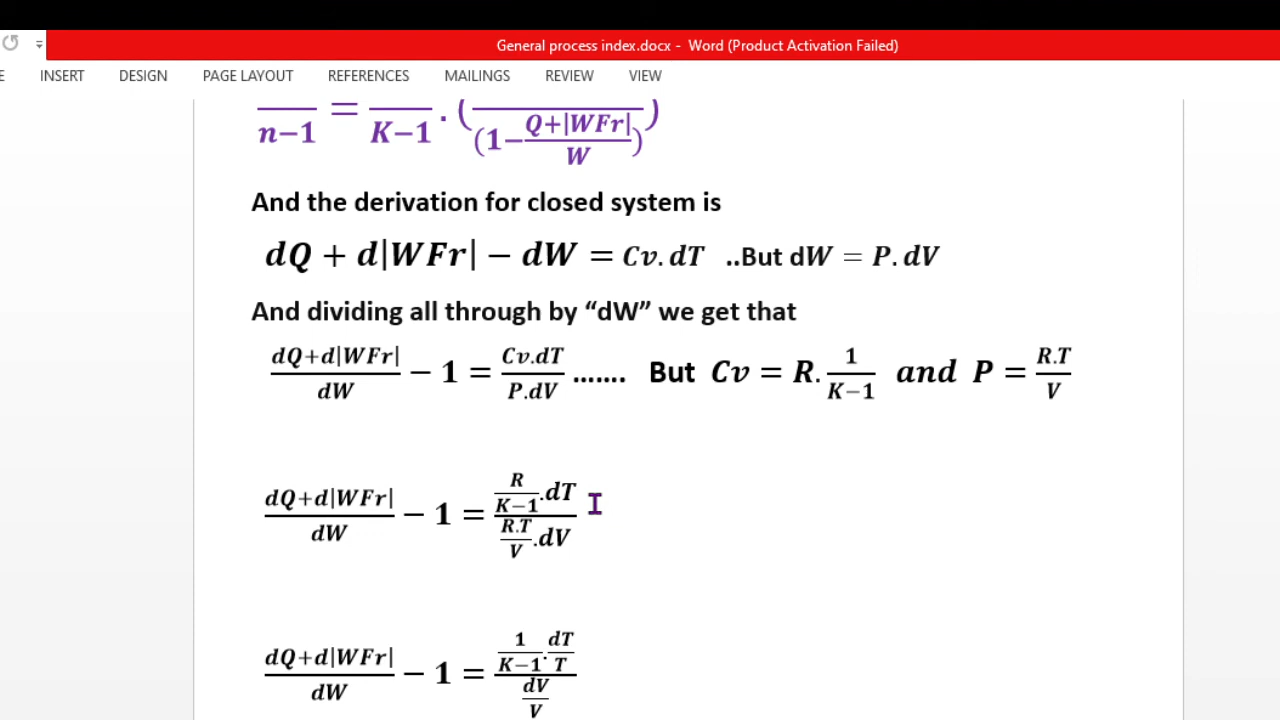 General process index.docx - Word (Product Activation Failed)
E INSERT DESIGN PAGE LAYOUT REFERENCES MAILINGS REVIEW VIEW
n−1 = K−1 . ( (1− Q+|WFr| / W) )
And the derivation for closed system is
dQ + d|WFr| − dW = Cv. dT ..But dW = P. dV
And dividing all through by “dW” we get that
dQ+d|WFr| / dW − 1 = Cv.dT / P.dV ....... But Cv = R. 1 / K−1 and P = R.T / V
dQ+d|WFr| / dW − 1 = R / K−1 .dT / R.T / V .dV
dQ+d|WFr| / dW − 1 = 1 / K−1 . dT / T / dV / V